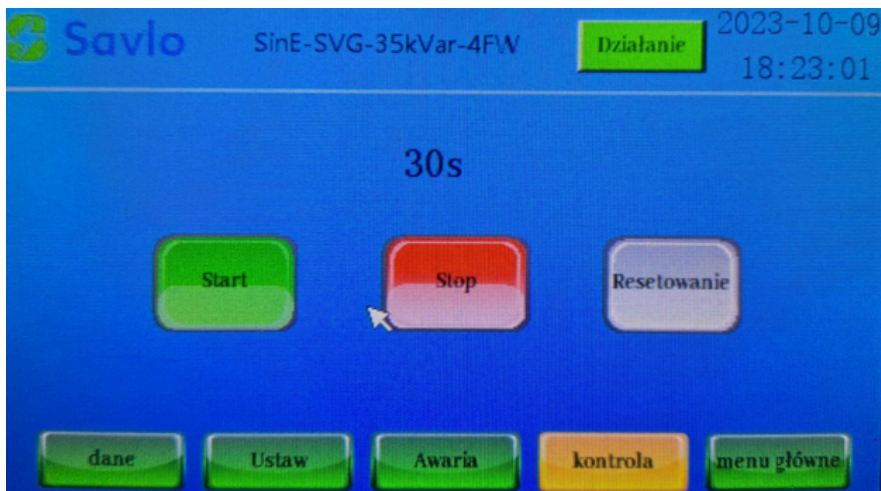 Savlo SinE-SVG-35kVar-4FW Działanie 2023-10-09
18:23:01
30s
Start Stop Resetowanie
dane Ustaw Awaria kontrola menu główne